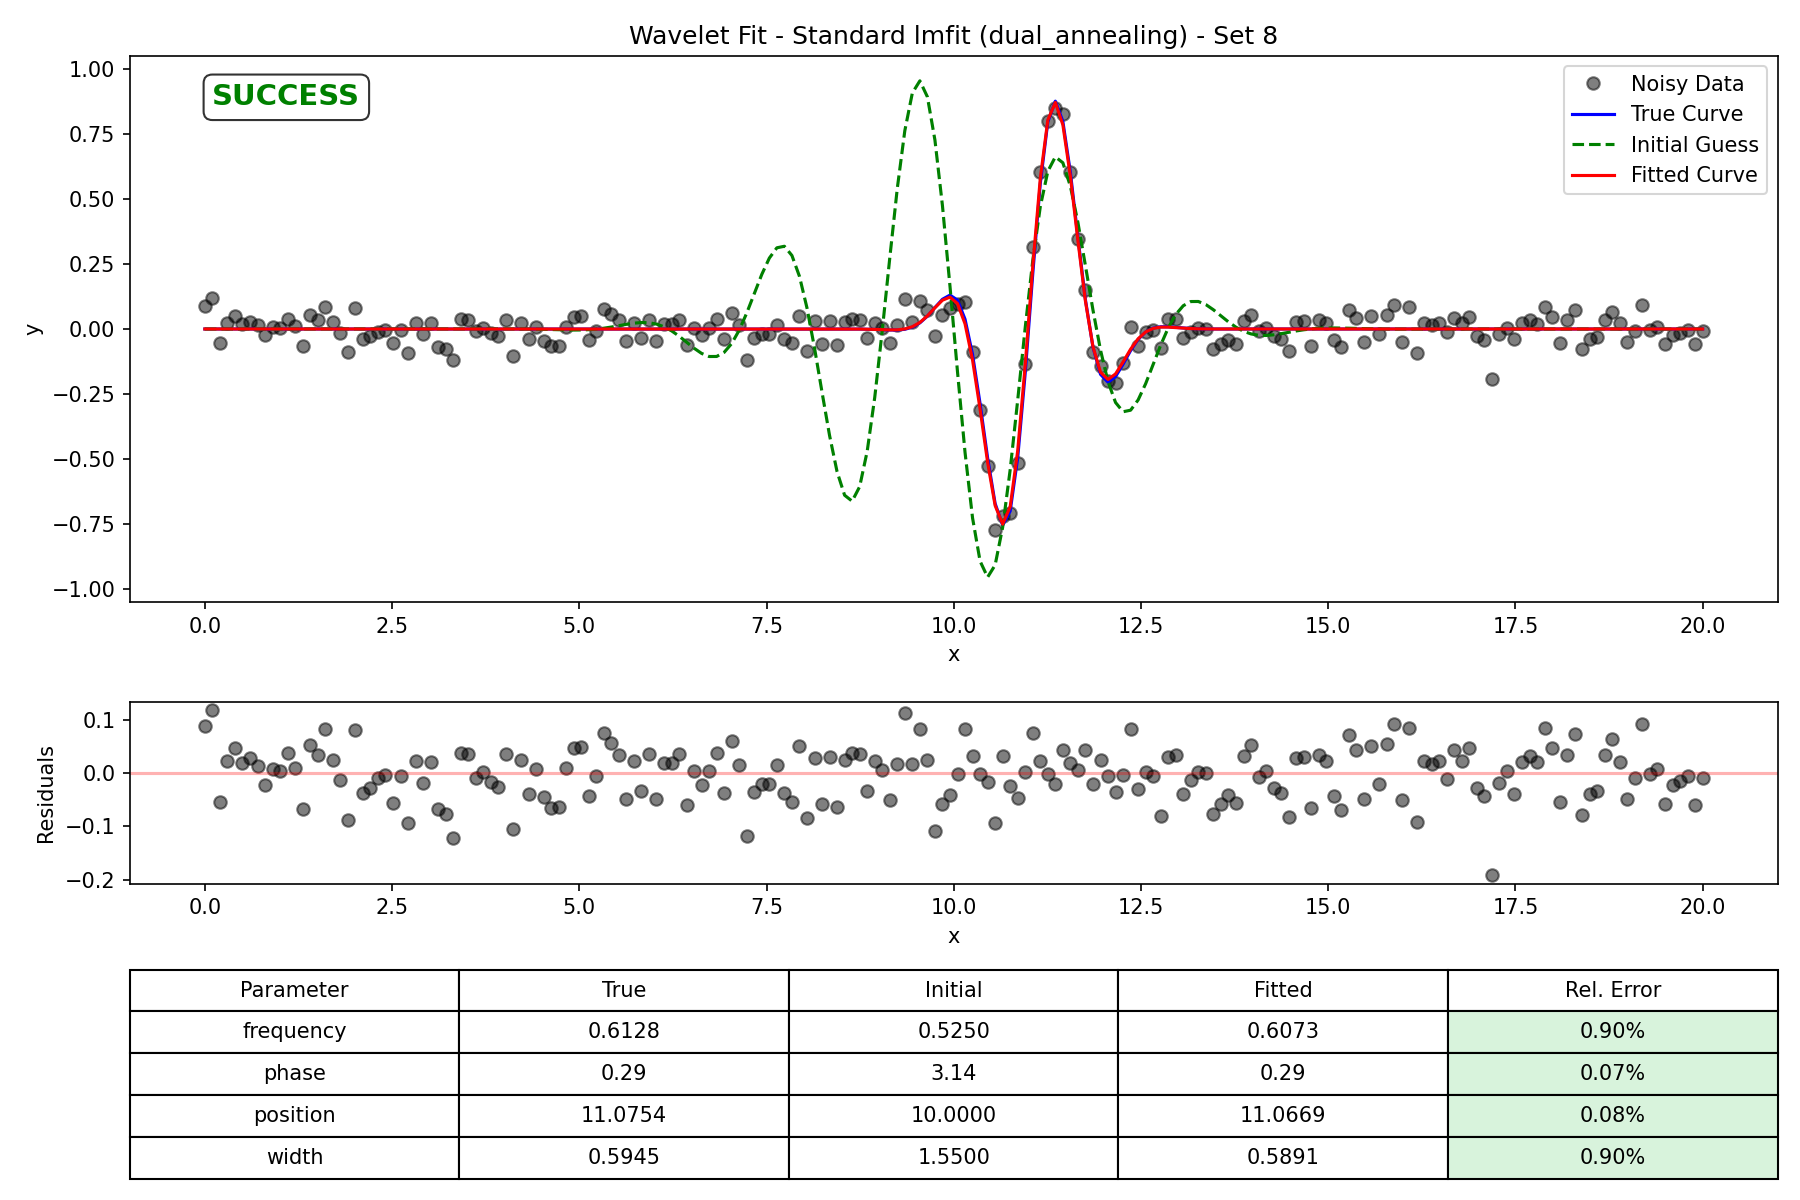 Wavelet Fit - Standard lmfit (dual_annealing) - Set 8
SUCCESS
Noisy Data
True Curve
Initial Guess
Fitted Curve
y
1.00
0.75
0.50
0.25
0.00
−0.25
−0.50
−0.75
−1.00
0.0 2.5 5.0 7.5 10.0 12.5 15.0 17.5 20.0
x
Residuals
0.1
0.0
−0.1
−0.2
0.0 2.5 5.0 7.5 10.0 12.5 15.0 17.5 20.0
x
Parameter True Initial Fitted Rel. Error
frequency 0.6128 0.5250 0.6073 0.90%
phase 0.29 3.14 0.29 0.07%
position 11.0754 10.0000 11.0669 0.08%
width 0.5945 1.5500 0.5891 0.90%